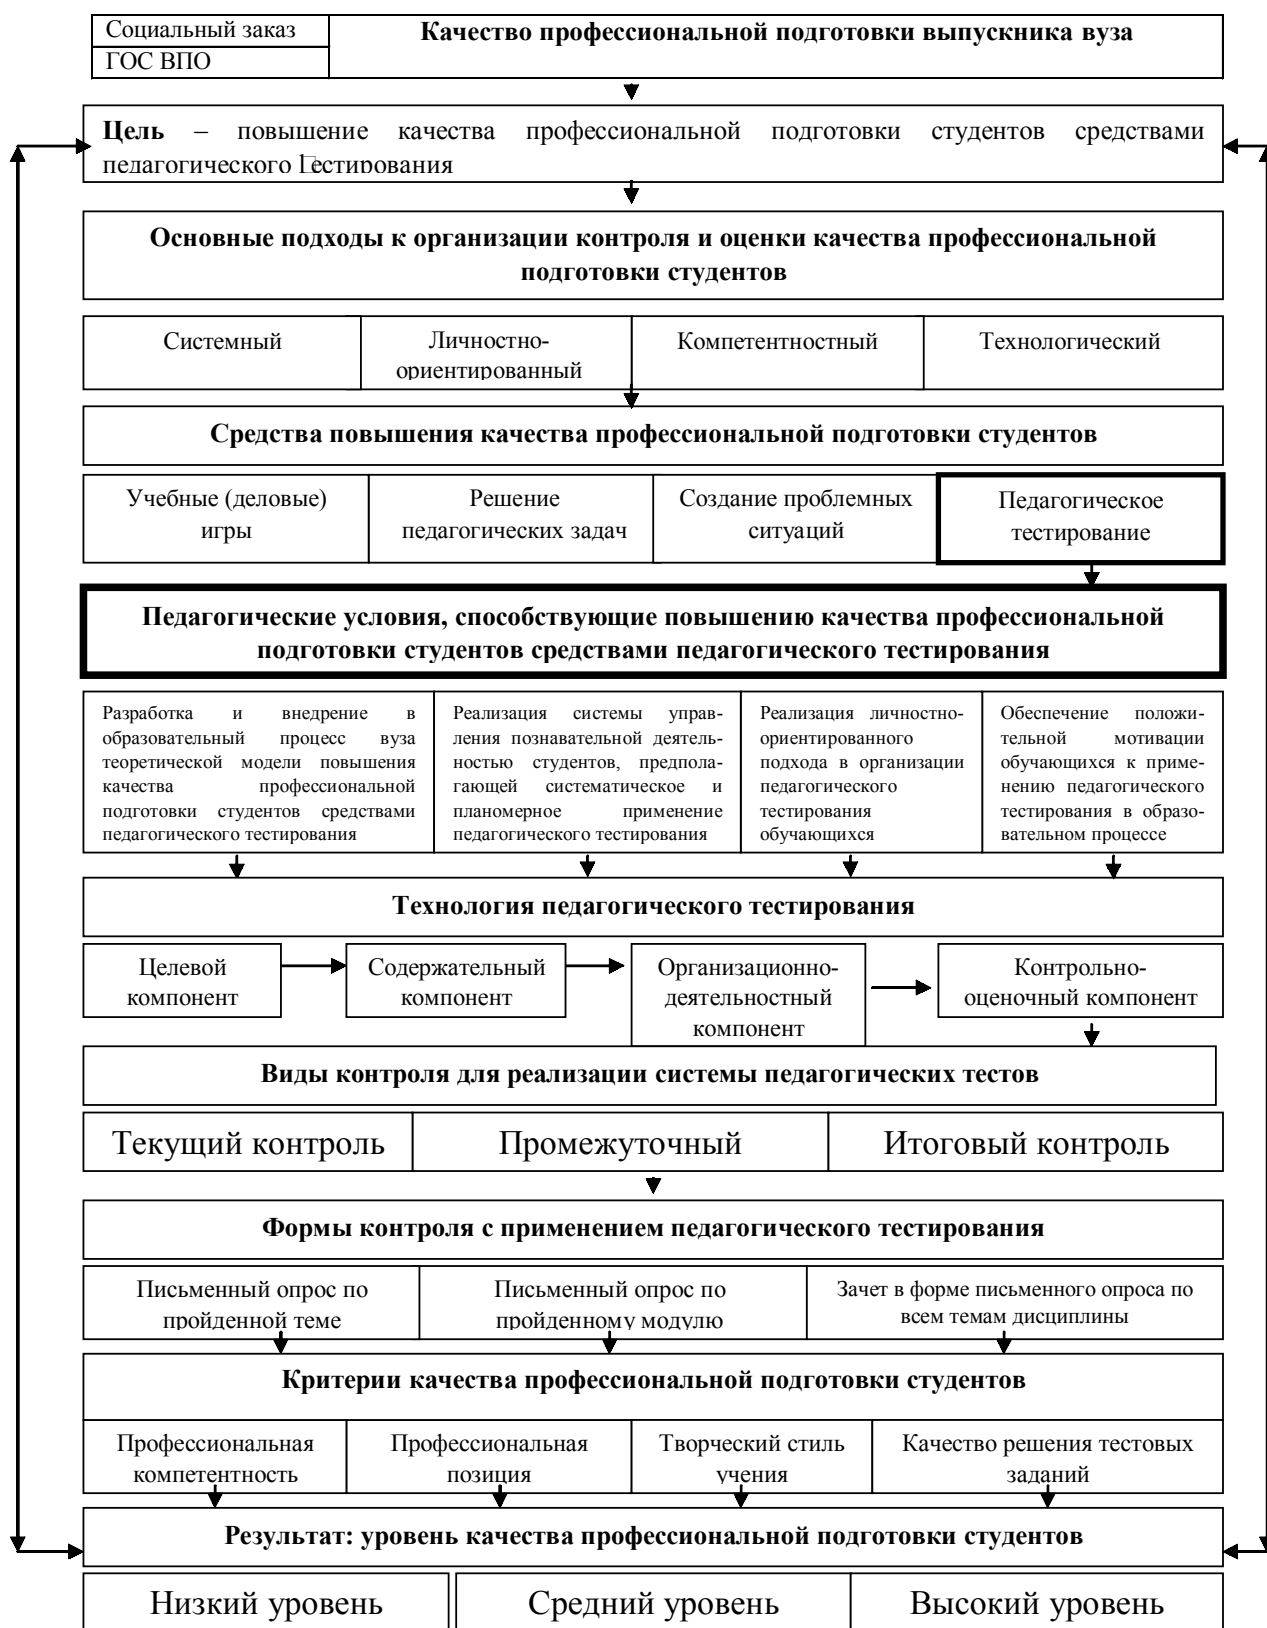 Социальный заказ
ГОС ВПО
Качество профессиональной подготовки выпускника вуза
Цель – повышение качества профессиональной подготовки студентов средствами
педагогического тестирования
Основные подходы к организации контроля и оценки качества профессиональной
подготовки студентов
Системный
Личностно-
ориентированный
Компетентностный
Технологический
Средства повышения качества профессиональной подготовки студентов
Учебные (деловые)
игры
Решение
педагогических задач
Создание проблемных
ситуаций
Педагогическое
тестирование
Педагогические условия, способствующие повышению качества профессиональной
подготовки студентов средствами педагогического тестирования
Разработка и внедрение в
образовательный процесс вуза
теоретической модели повышения
качества профессиональной
подготовки студентов средствами
педагогического тестирования
Реализация системы управ-
ления познавательной деятель-
ностью студентов, предпола-
гающей систематическое и
планомерное применение
педагогического тестирования
Реализация личностно-
ориентированного
подхода в организации
педагогического
тестирования
обучающихся
Обеспечение положи-
тельной мотивации
обучающихся к приме-
нению педагогического
тестирования в образо-
вательном процессе
Технология педагогического тестирования
Целевой
компонент
Содержательный
компонент
Организационно-
деятельностный
компонент
Контрольно-
оценочный компонент
Виды контроля для реализации системы педагогических тестов
Текущий контроль
Промежуточный
Итоговый контроль
Формы контроля с применением педагогического тестирования
Письменный опрос по
пройденной теме
Письменный опрос по
пройденному модулю
Зачет в форме письменного опроса по
всем темам дисциплины
Критерии качества профессиональной подготовки студентов
Профессиональная
компетентность
Профессиональная
позиция
Творческий стиль
учения
Качество решения тестовых
заданий
Результат: уровень качества профессиональной подготовки студентов
Низкий уровень
Средний уровень
Высокий уровень